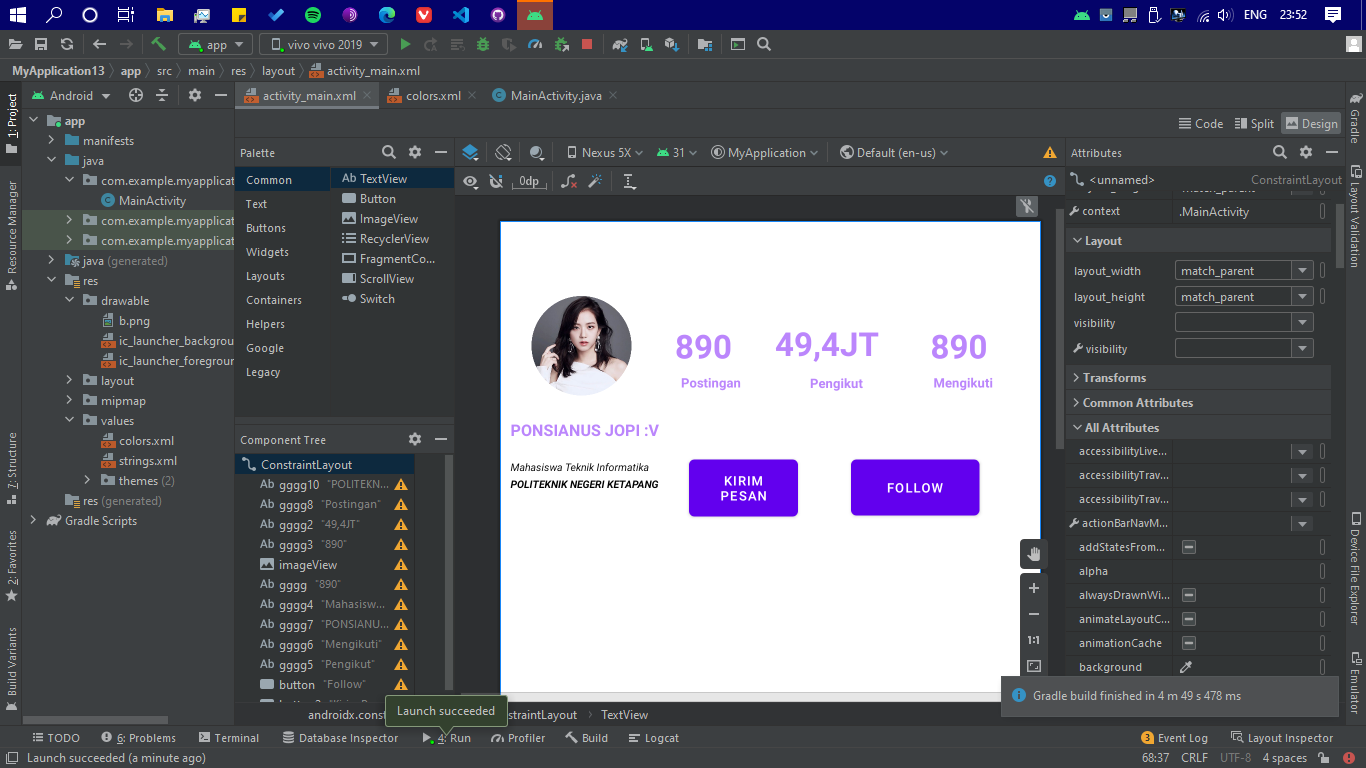 ENG 23:52
app vivo vivo 2019
MyApplication13 app src main res layout activity_main.xml
Android activity_main.xml colors.xml MainActivity.java
Code Split Design
1: Project
Resource Manager
7: Structure
2: Favorites
Build Variants
app
manifests
java
com.example.myapplicat
MainActivity
com.example.myapplicat
com.example.myapplicat
java (generated)
res
drawable
b.png
ic_launcher_backgrou
ic_launcher_foregroun
layout
mipmap
values
colors.xml
strings.xml
themes (2)
res (generated)
Gradle Scripts
Palette
Common
Text
Buttons
Widgets
Layouts
Containers
Helpers
Google
Legacy
Ab TextView
Button
ImageView
RecyclerView
FragmentCo...
ScrollView
Switch
Component Tree
ConstraintLayout
Ab gggg10 "POLITEKN...
Ab gggg8 "Postingan"
Ab gggg2 "49,4JT"
Ab gggg3 "890"
imageView
Ab gggg "890"
Ab gggg4 "Mahasisw...
Ab gggg7 "PONSIANU...
Ab gggg6 "Mengikuti"
Ab gggg5 "Pengikut"
button "Follow"
Nexus 5X 31 MyApplication Default (en-us)
0dp
890 49,4JT 890
Postingan Pengikut Mengikuti
PONSIANUS JOPI :V
Mahasiswa Teknik Informatika
POLITEKNIK NEGERI KETAPANG
KIRIM
PESAN
FOLLOW
1:1
Attributes
<unnamed> ConstraintLayout
context .MainActivity
Layout
layout_width match_parent
layout_height match_parent
visibility
visibility
Transforms
Common Attributes
All Attributes
accessibilityLive...
accessibilityTrav...
accessibilityTrav...
actionBarNavM...
addStatesFrom...
alpha
alwaysDrawnWi...
animateLayoutC...
animationCache
background
Gradle
Layout Validation
Device File Explorer
Emulator
Gradle build finished in 4 m 49 s 478 ms
Launch succeeded
androidx.const straintLayout TextView
TODO 6: Problems Terminal Database Inspector 4: Run Profiler Build Logcat 3 Event Log Layout Inspector
Launch succeeded (a minute ago) 68:37 CRLF UTF-8 4 spaces